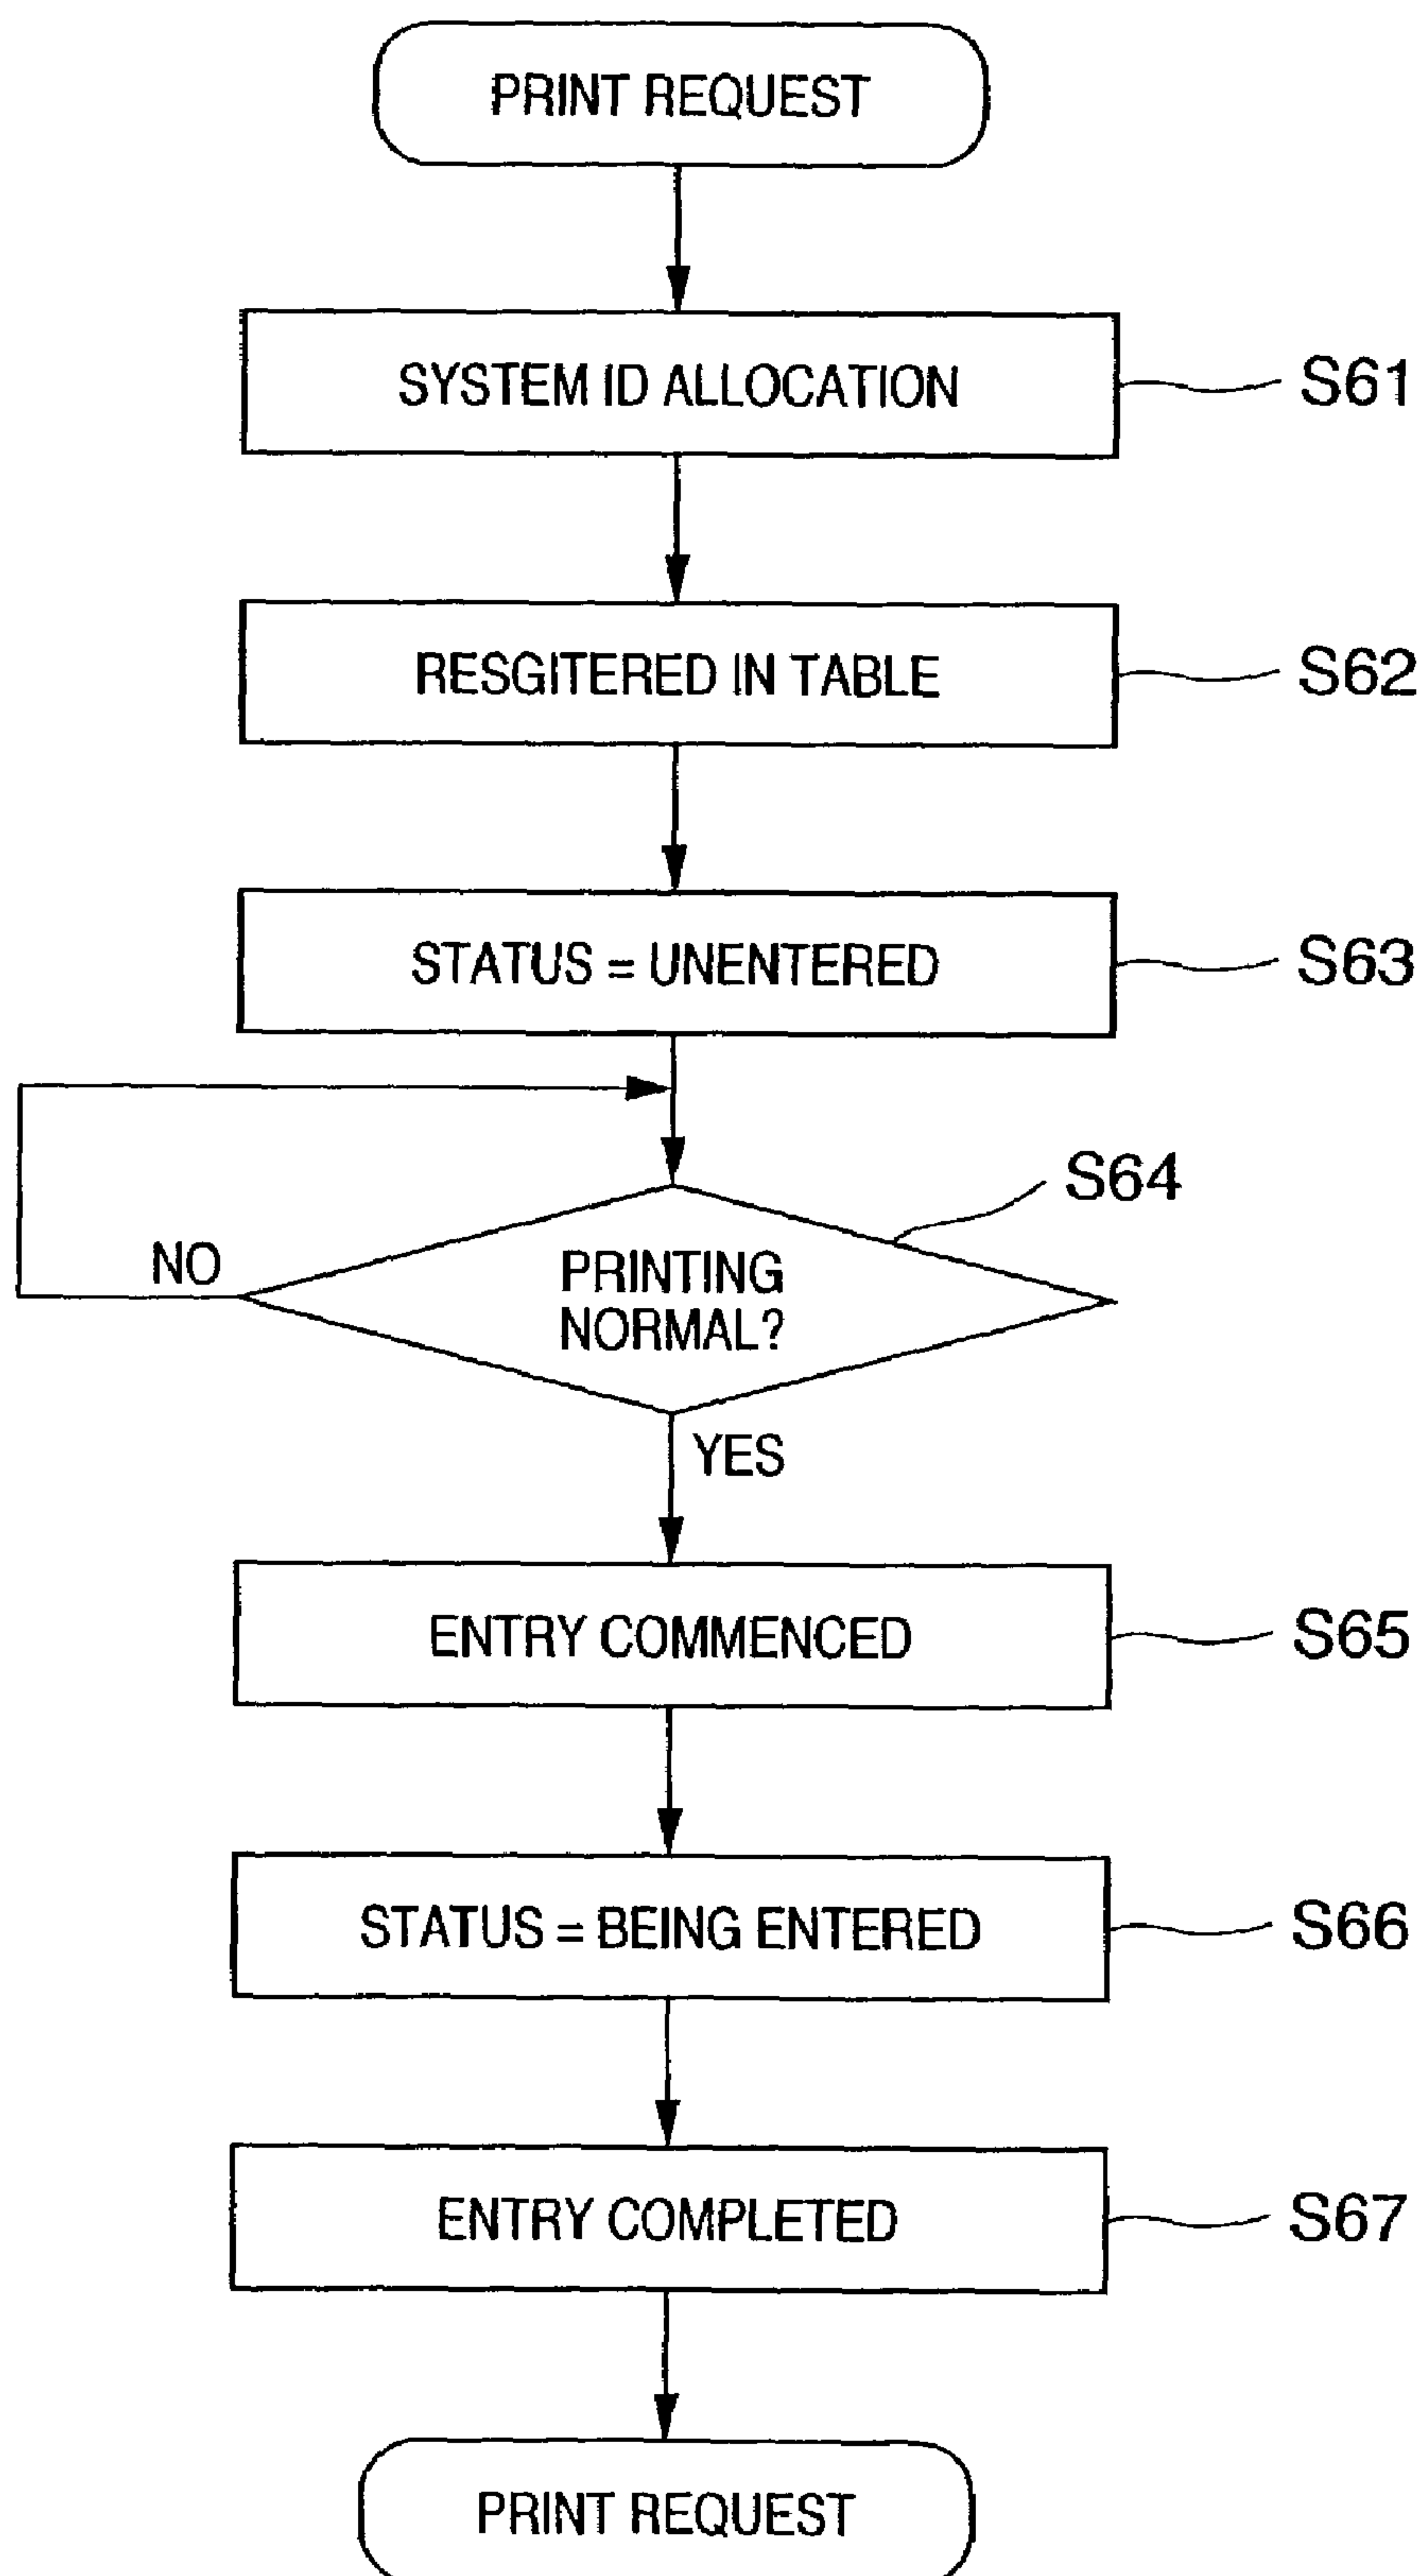 PRINT REQUEST
SYSTEM ID ALLOCATION
S61
RESGITERED IN TABLE
S62
STATUS = UNENTERED
S63
S64
NO
PRINTING
NORMAL?
YES
ENTRY COMMENCED
S65
STATUS = BEING ENTERED
S66
ENTRY COMPLETED
S67
PRINT REQUEST